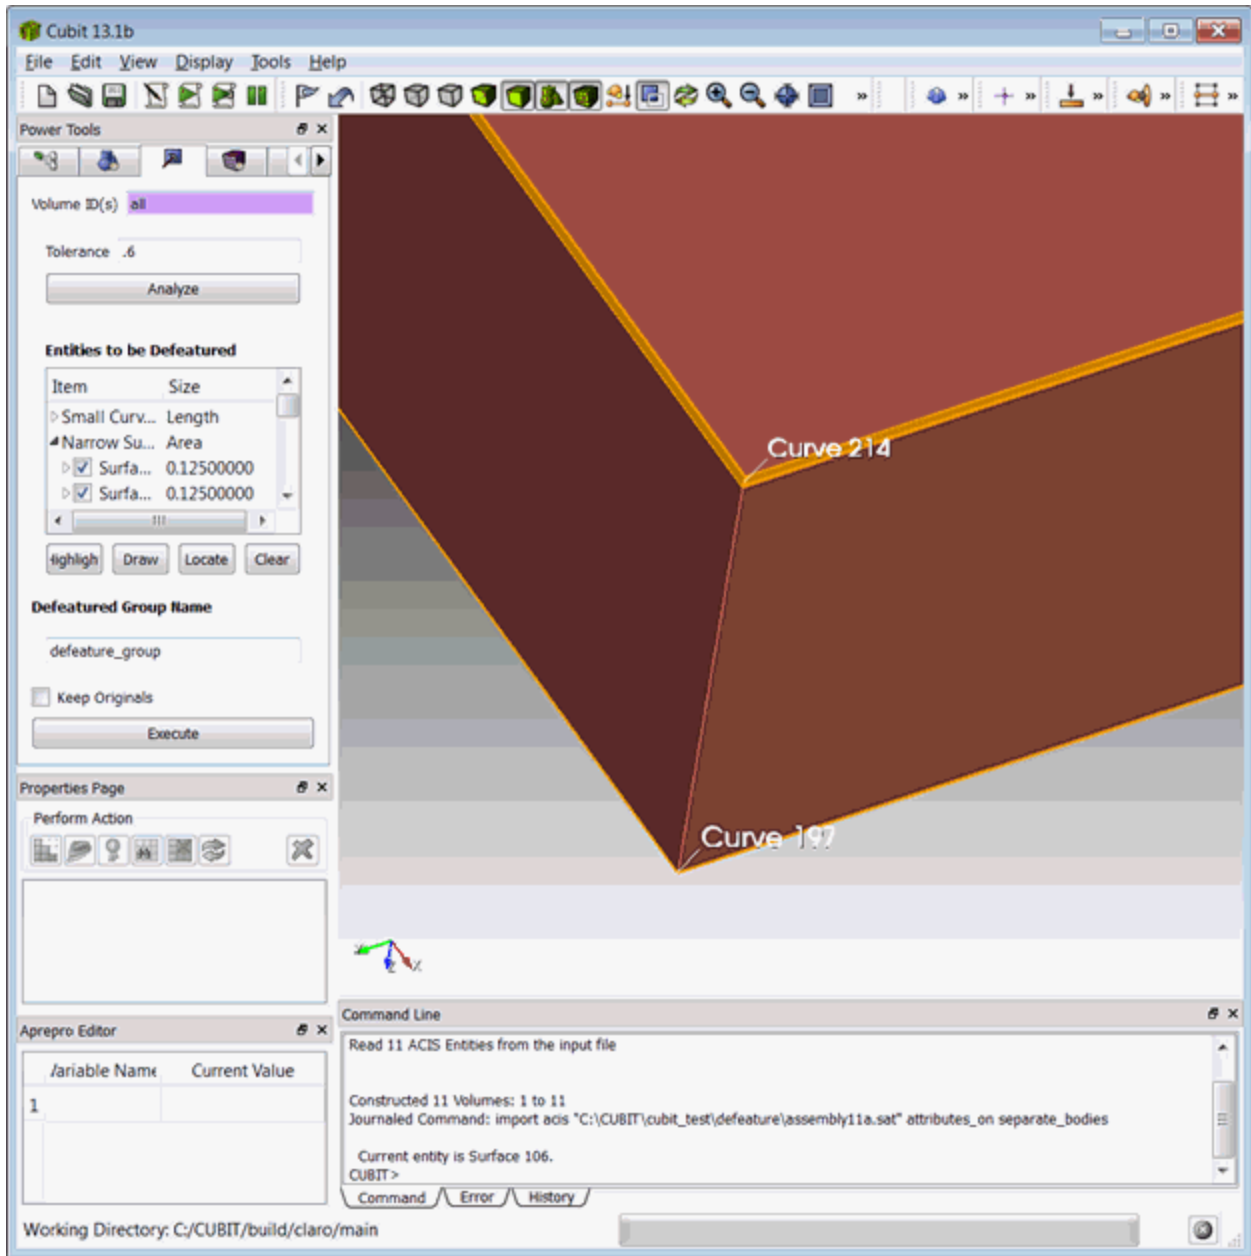 Cubit 13.1b
File Edit View Display Tools Help
Power Tools
Volume ID(s) all
Tolerance .6
Analyze
Entities to be Defeatured
Item Size
Small Curv... Length
Narrow Su... Area
Surfa... 0.12500000
Surfa... 0.12500000
Highligh Draw Locate Clear
Defeatured Group Name
defeature_group
Keep Originals
Execute
Properties Page
Perform Action
Aprepro Editor
Variable Name Current Value
1
Curve 214
Curve 197
Y Z X
Command Line
Read 11 ACIS Entities from the input file
Constructed 11 Volumes: 1 to 11
Journaled Command: import acis "C:\CUBIT\cubit_test\defeature\assembly11a.sat" attributes_on separate_bodies
Current entity is Surface 106.
CUBIT>
Command Error History
Working Directory: C:/CUBIT/build/claro/main